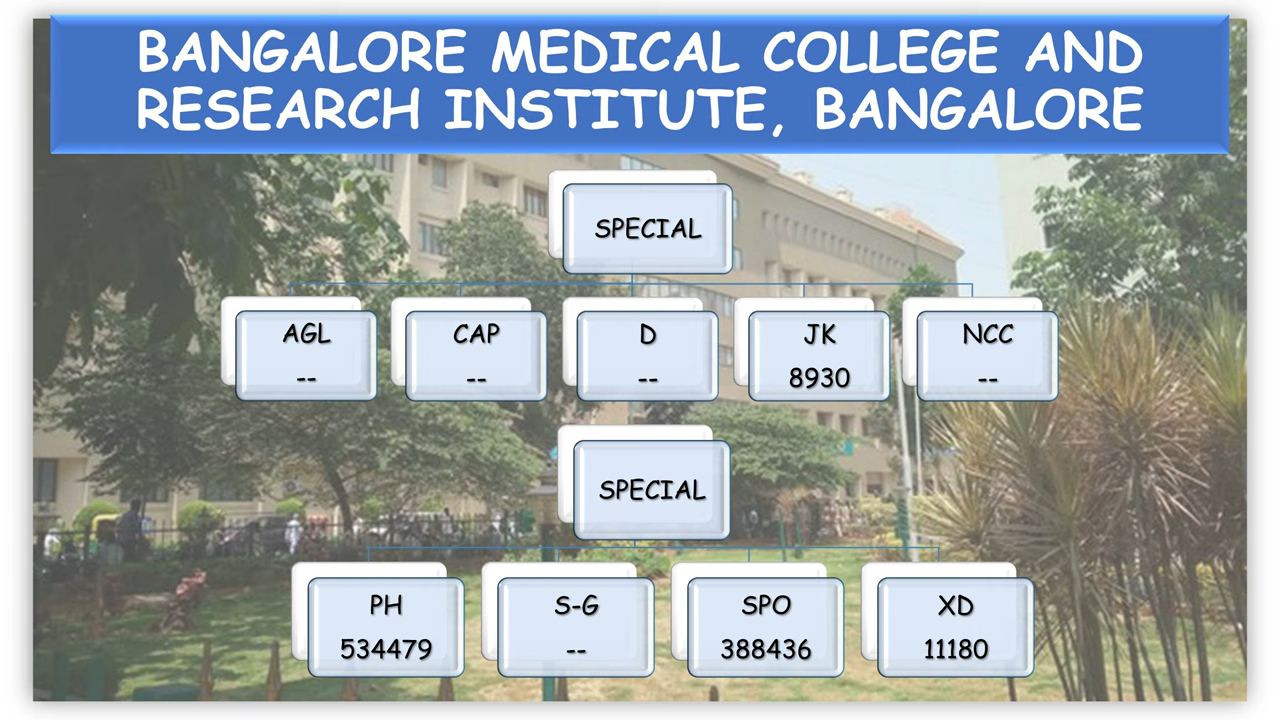 BANGALORE MEDICAL COLLEGE AND
RESEARCH INSTITUTE, BANGALORE
SPECIAL
AGL
--
CAP
--
D
--
JK
8930
NCC
--
SPECIAL
PH
534479
S-G
--
SPO
388436
XD
11180